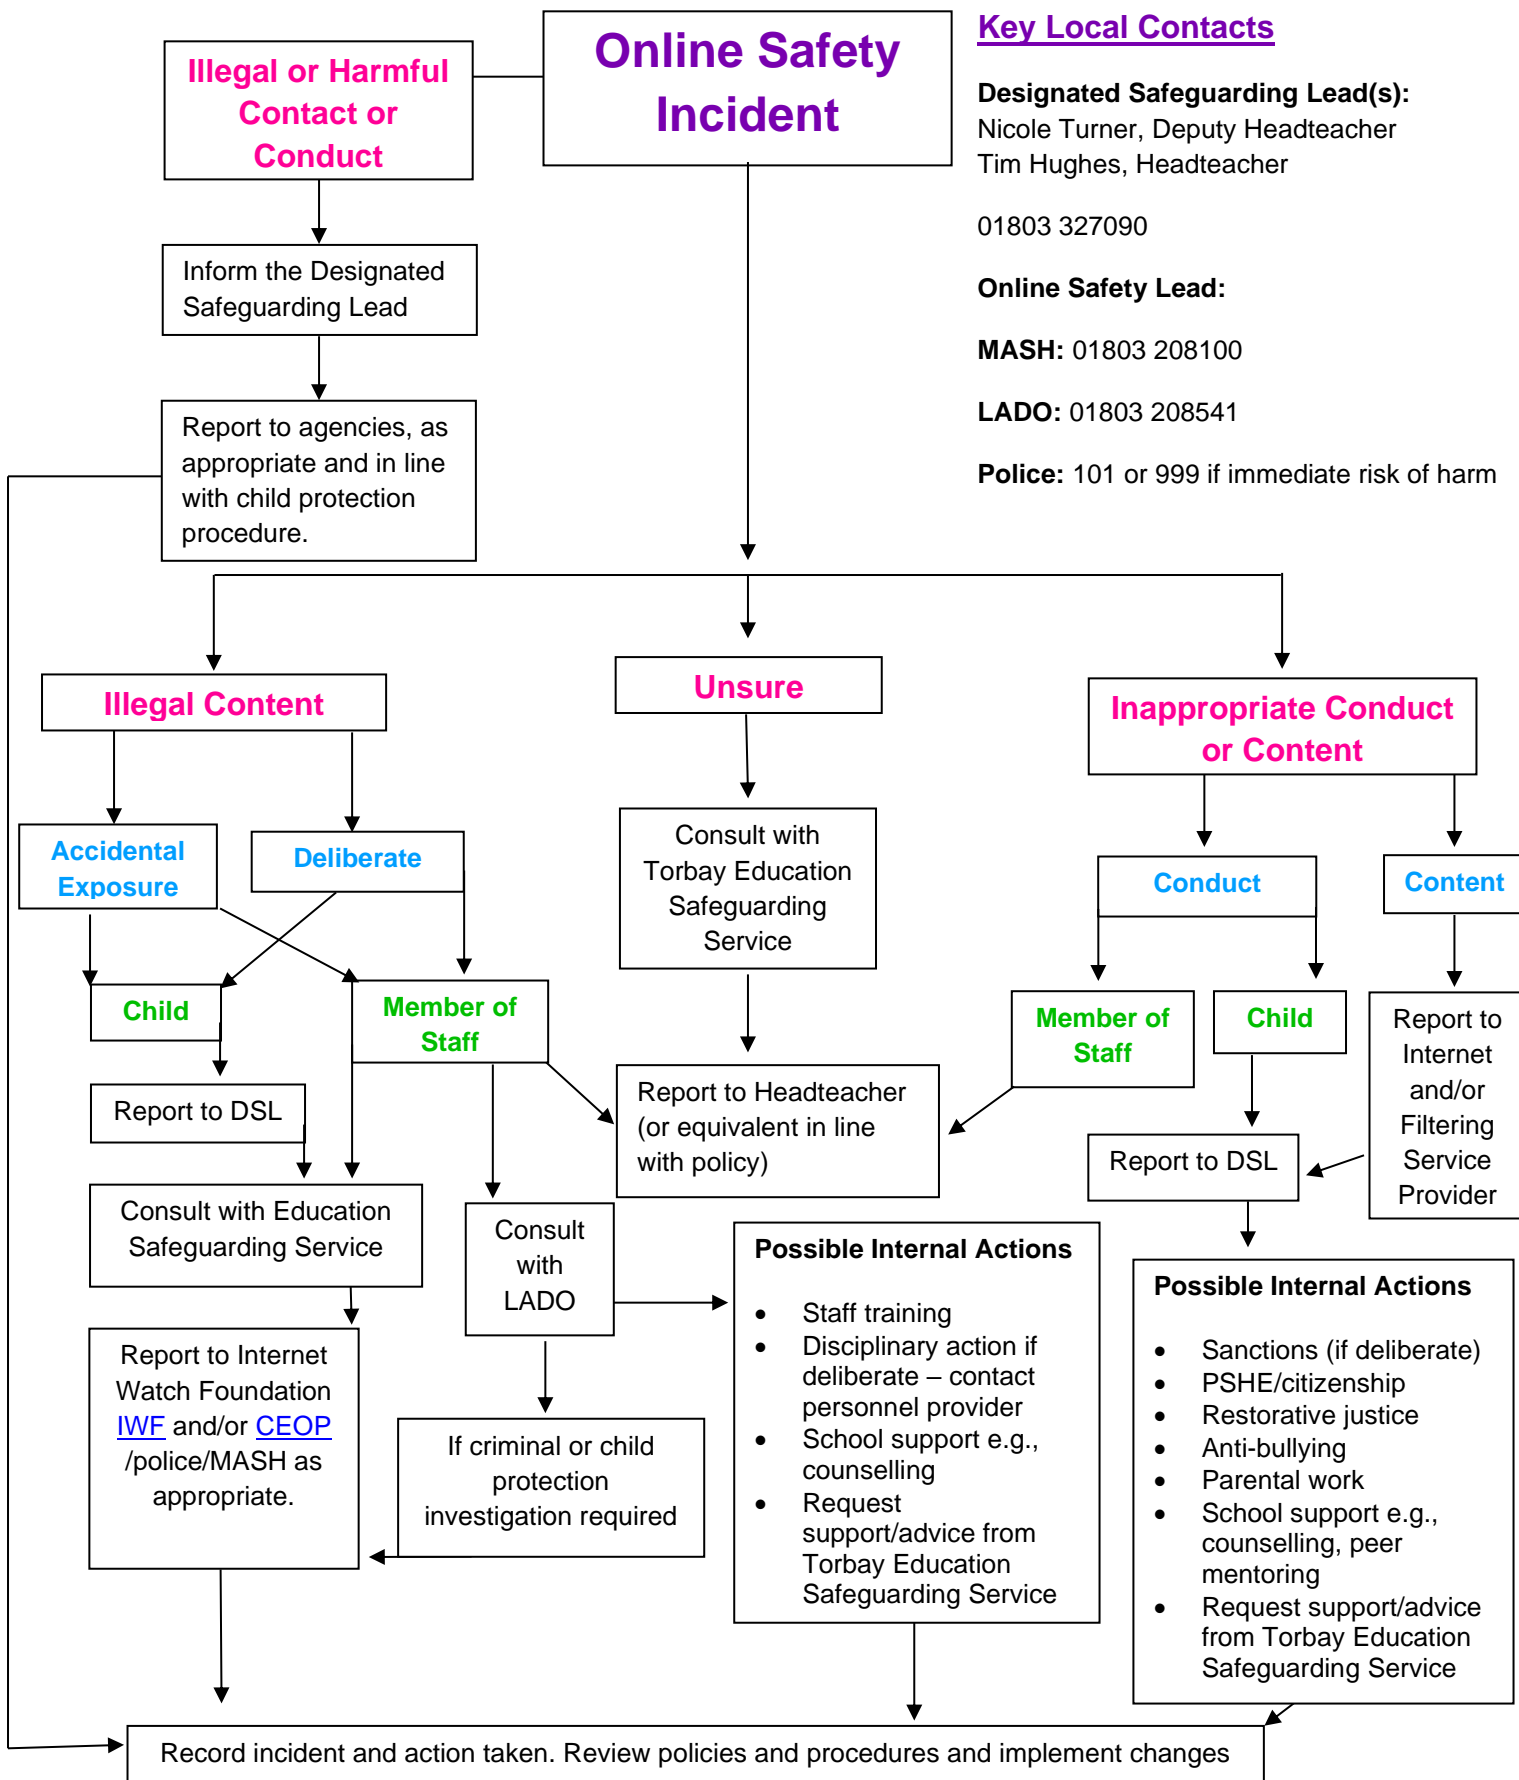 Online Safety
Incident
Key Local Contacts
Designated Safeguarding Lead(s):
Nicole Turner, Deputy Headteacher
Tim Hughes, Headteacher
01803 327090
Online Safety Lead:
MASH: 01803 208100
LADO: 01803 208541
Police: 101 or 999 if immediate risk of harm
Illegal or Harmful
Contact or
Conduct
Inform the Designated
Safeguarding Lead
Report to agencies, as
appropriate and in line
with child protection
procedure.
Illegal Content
Accidental
Exposure
Deliberate
Child
Member of
Staff
Report to DSL
Consult with Education
Safeguarding Service
Report to Internet
Watch Foundation
IWF and/or CEOP
/police/MASH as
appropriate.
Consult
with
LADO
If criminal or child
protection
investigation required
Unsure
Consult with
Torbay Education
Safeguarding
Service
Report to Headteacher
(or equivalent in line
with policy)
Possible Internal Actions
• Staff training
• Disciplinary action if
deliberate – contact
personnel provider
• School support e.g.,
counselling
• Request
support/advice from
Torbay Education
Safeguarding Service
Inappropriate Conduct
or Content
Conduct
Content
Member of
Staff
Child
Report to
Internet
and/or
Filtering
Service
Provider
Report to DSL
Possible Internal Actions
• Sanctions (if deliberate)
• PSHE/citizenship
• Restorative justice
• Anti-bullying
• Parental work
• School support e.g.,
counselling, peer
mentoring
• Request support/advice
from Torbay Education
Safeguarding Service
Record incident and action taken. Review policies and procedures and implement changes